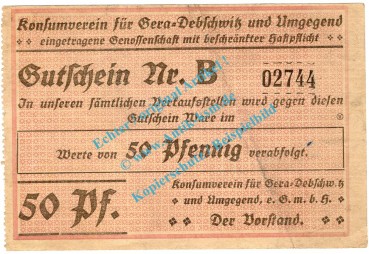 Konsumverein für Gera-Debschwitz und Umgegend
eingetragene Genossenschaft mit beschränkter Haftpflicht
Gutschein Nr. B 02744
In unseren sämtlichen Verkaufsstellen wird gegen diesen
Gutschein Ware im
Werte von 50 Pfennig verabfolgt.
50 Pf.
Konsumverein für Gera-Debschwitz
und Umgegend, e. G. m. b. H.
Der Vorstand.